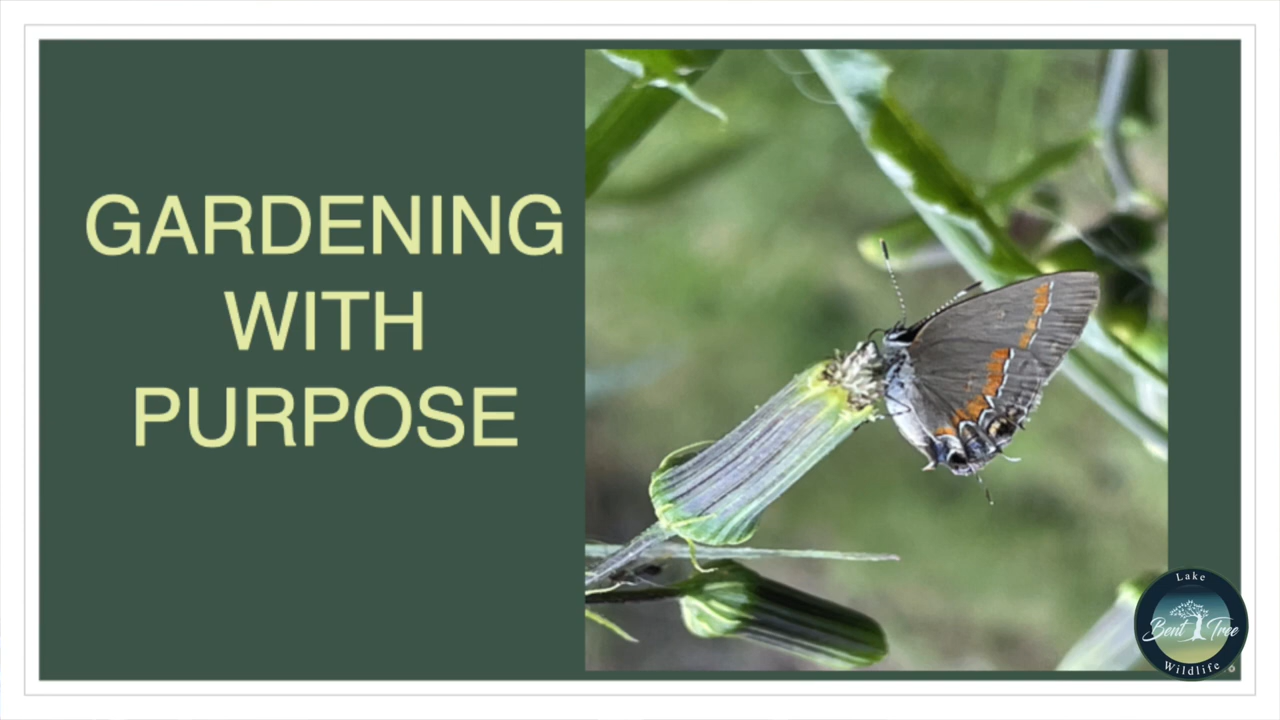 GARDENING
WITH
PURPOSE
Lake
Bent Tree
Wildlife